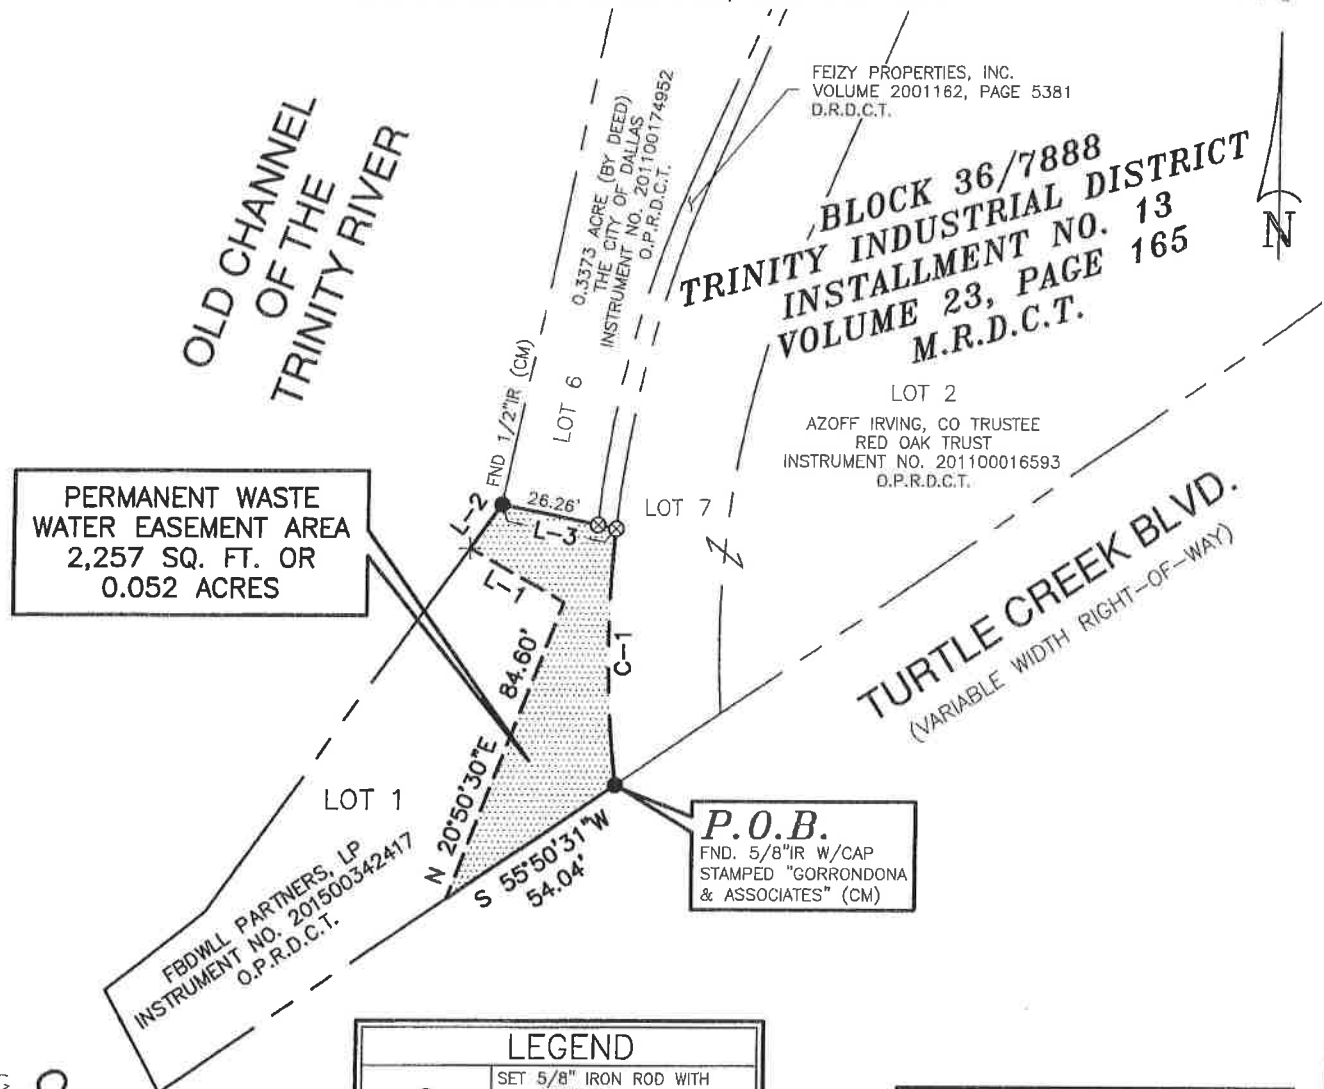 FEIZY PROPERTIES, INC.
VOLUME 2001162, PAGE 5381
D.R.D.C.T.
OLD CHANNEL
OF THE
TRINITY RIVER
0.3373 ACRE (BY DEED)
THE CITY OF DALLAS
INSTRUMENT NO. 201100174952
O.P.R.D.C.T.
BLOCK 36/7888
TRINITY INDUSTRIAL DISTRICT
INSTALLMENT NO. 13
VOLUME 23, PAGE 165
M.R.D.C.T.
N
FND 1/2"IR (CM)
LOT 6
LOT 2
AZOFF IRVING, CO TRUSTEE
RED OAK TRUST
INSTRUMENT NO. 201100016593
O.P.R.D.C.T.
PERMANENT WASTE
WATER EASEMENT AREA
2,257 SQ. FT. OR
0.052 ACRES
L-2
26.26'
L-3
LOT 7
L-1
84.60'
C-1
TURTLE CREEK BLVD.
(VARIABLE WIDTH RIGHT-OF-WAY)
N 20°50'30"E
LOT 1
S 55°50'31"W
54.04'
P.O.B.
FND. 5/8"IR W/CAP
STAMPED "GORRONDONA
& ASSOCIATES" (CM)
FBDWLL PARTNERS, LP
INSTRUMENT NO. 201500342417
O.P.R.D.C.T.
LEGEND
SET 5/8" IRON ROD WITH